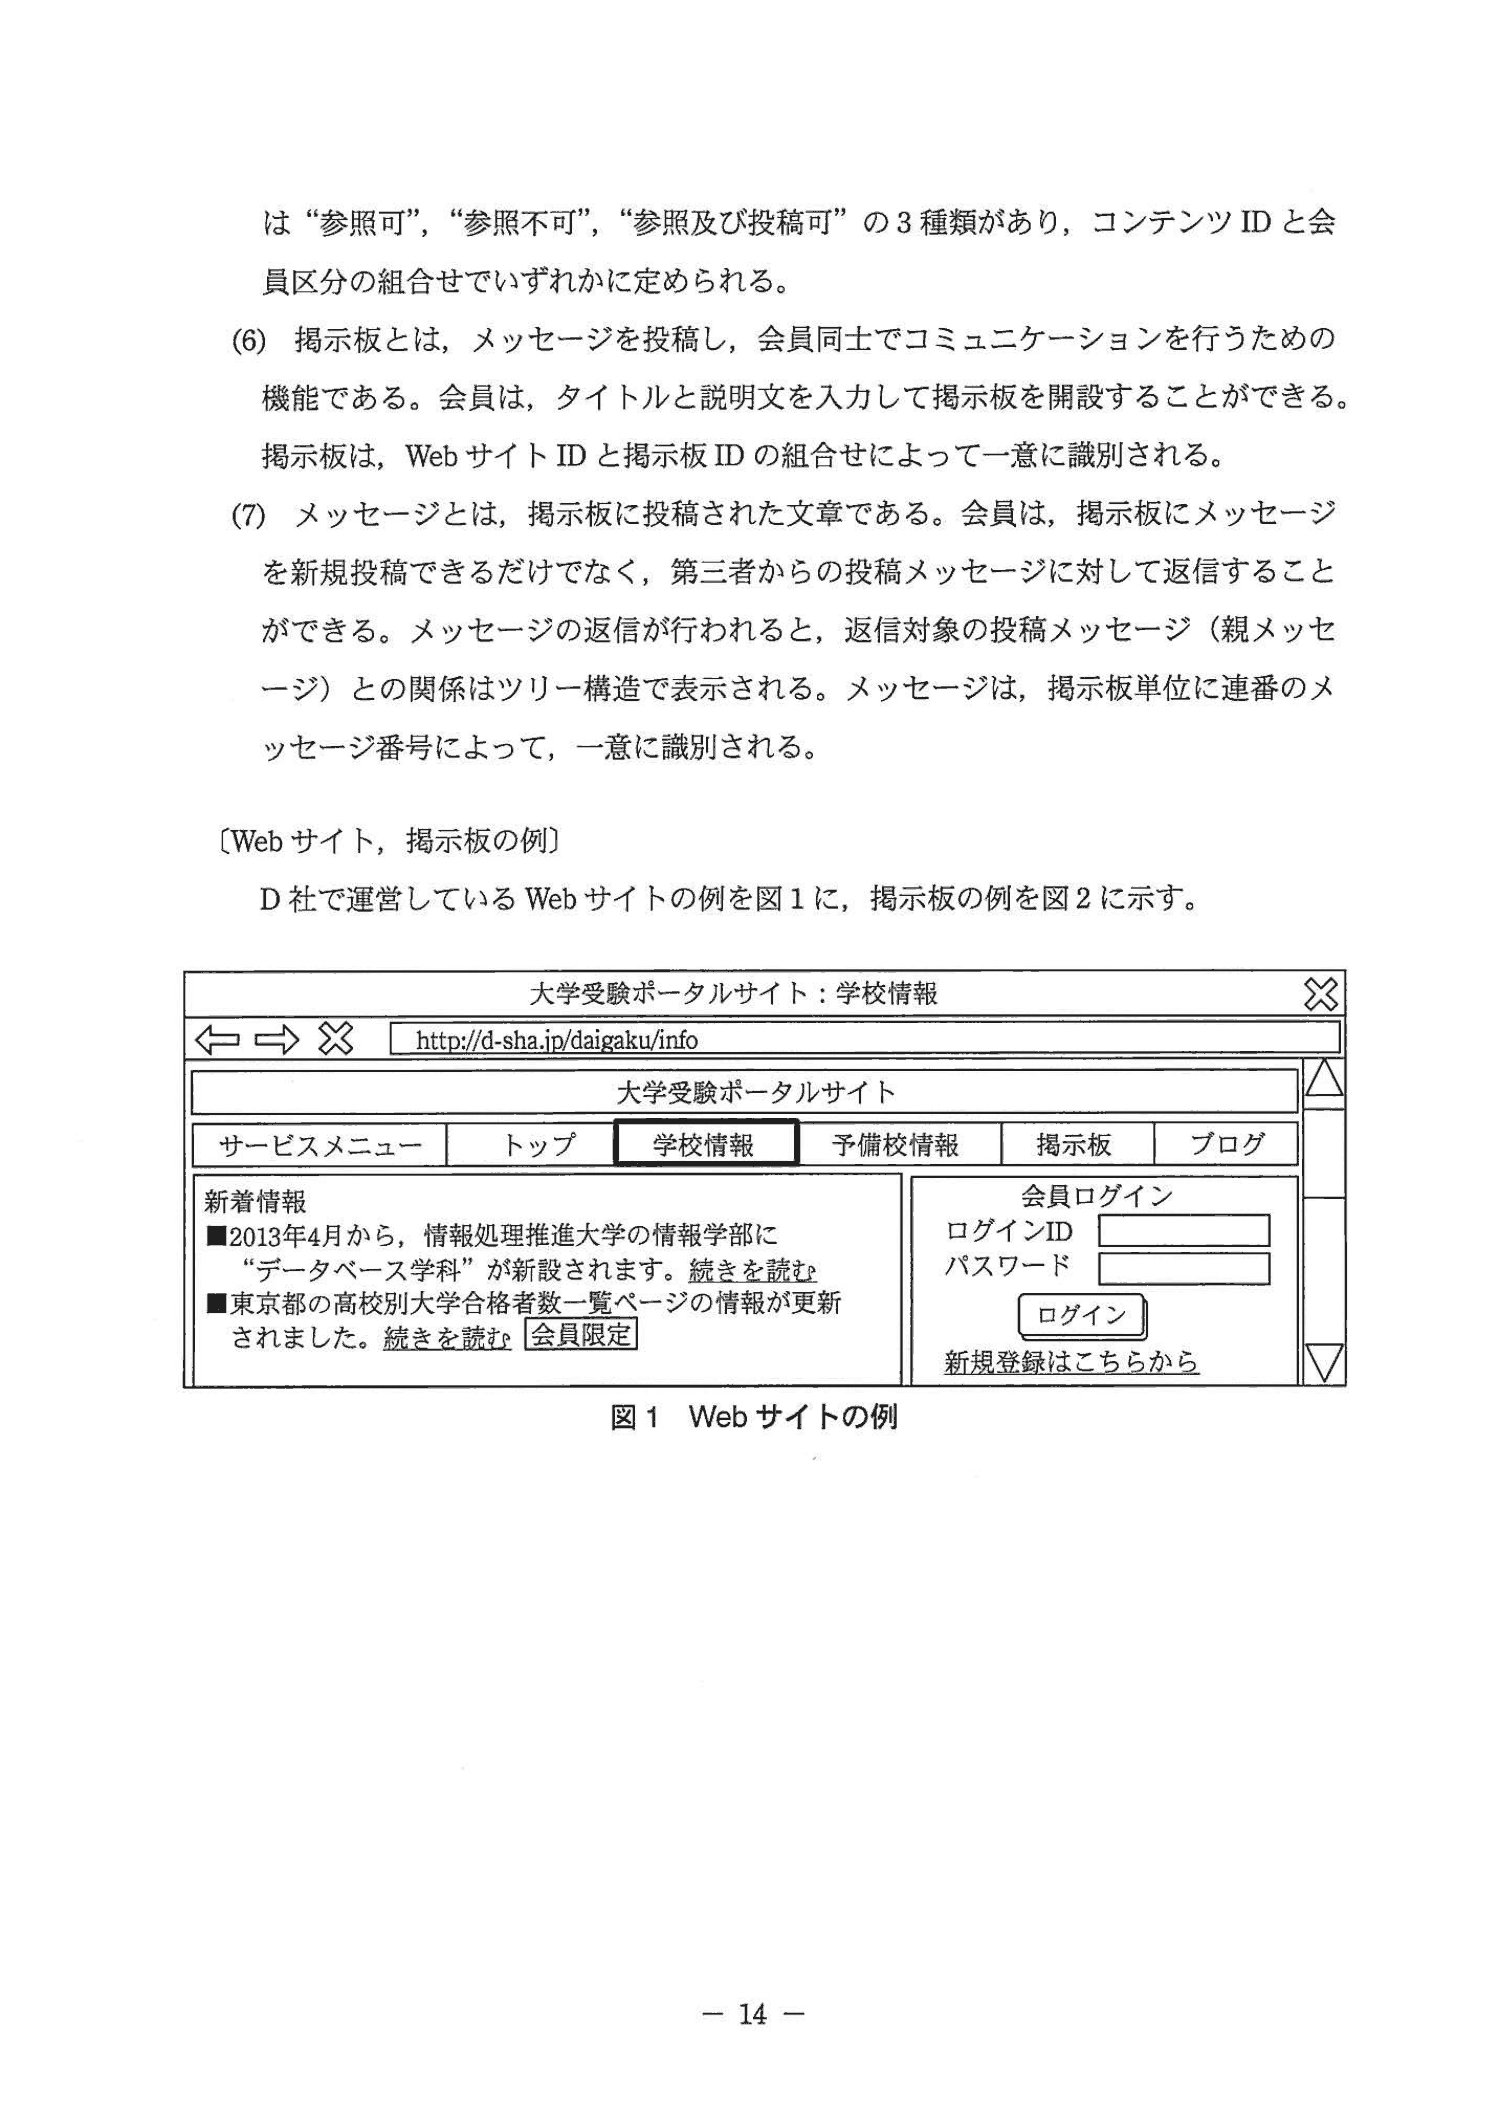 は“参照可”，“参照不可”，“参照及び投稿可”の3種類があり，コンテンツIDと会
員区分の組合せでいずれかに定められる。
(6) 掲示板とは，メッセージを投稿し，会員同士でコミュニケーションを行うための
機能である。会員は，タイトルと説明文を入力して掲示板を開設することができる。
掲示板は，WebサイトIDと掲示板IDの組合せによって一意に識別される。
(7) メッセージとは，掲示板に投稿された文章である。会員は，掲示板にメッセージ
を新規投稿できるだけでなく，第三者からの投稿メッセージに対して返信すること
ができる。メッセージの返信が行われると，返信対象の投稿メッセージ（親メッセ
ージ）との関係はツリー構造で表示される。メッセージは，掲示板単位に連番のメ
ッセージ番号によって，一意に識別される。
〔Webサイト，掲示板の例〕
D社で運営しているWebサイトの例を図1に，掲示板の例を図2に示す。
大学受験ポータルサイト：学校情報
http://d-sha.jp/daigaku/info
大学受験ポータルサイト
サービスメニュー トップ 学校情報 予備校情報 掲示板 ブログ
新着情報
■2013年4月から，情報処理推進大学の情報学部に
“データベース学科”が新設されます。続きを読む
■東京都の高校別大学合格者数一覧ページの情報が更新
されました。続きを読む 会員限定
会員ログイン
ログインID
パスワード
ログイン
新規登録はこちらから
図1 Webサイトの例
－ 14 －